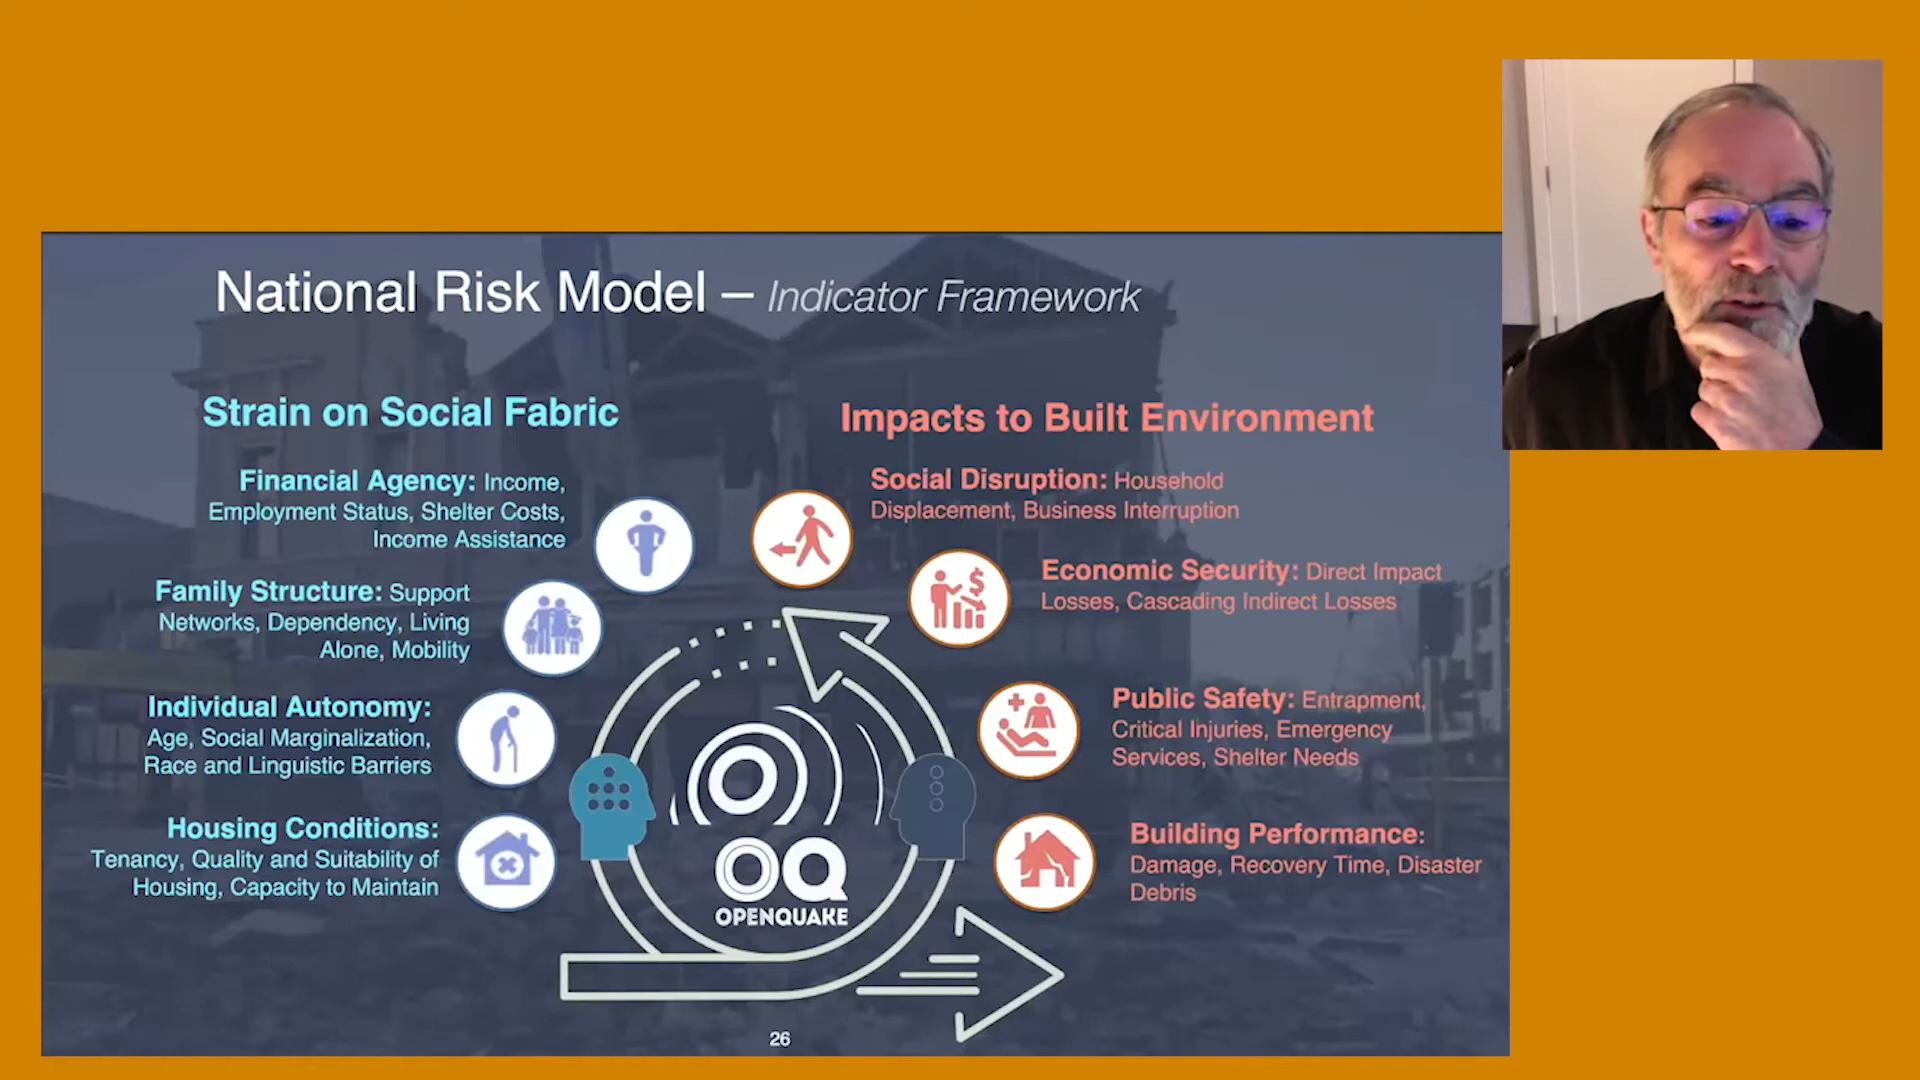 National Risk Model – Indicator Framework
Strain on Social Fabric
Financial Agency: Income,
Employment Status, Shelter Costs,
Income Assistance
Family Structure: Support
Networks, Dependency, Living
Alone, Mobility
Individual Autonomy:
Age, Social Marginalization,
Race and Linguistic Barriers
Housing Conditions:
Tenancy, Quality and Suitability of
Housing, Capacity to Maintain
Impacts to Built Environment
Social Disruption: Household
Displacement, Business Interruption
Economic Security: Direct Impact
Losses, Cascading Indirect Losses
Public Safety: Entrapment,
Critical Injuries, Emergency
Services, Shelter Needs
Building Performance:
Damage, Recovery Time, Disaster
Debris
OQ
OPENQUAKE
26